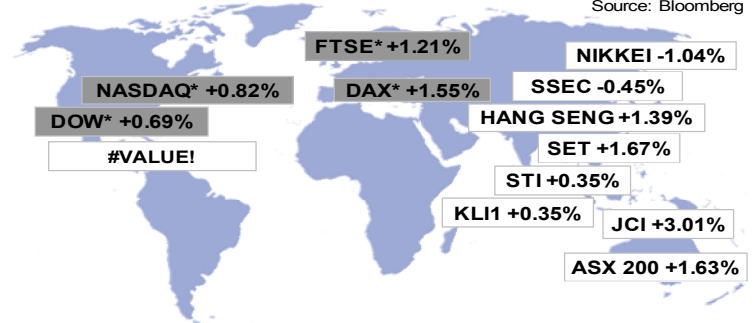 Source: Bloomberg
FTSE* +1.21%
NIKKEI -1.04%
NASDAQ* +0.82%
DAX* +1.55%
SSEC -0.45%
DOW* +0.69%
HANG SENG +1.39%
#VALUE!
SET +1.67%
STI +0.35%
KLI1 +0.35%
JCI +3.01%
ASX 200 +1.63%